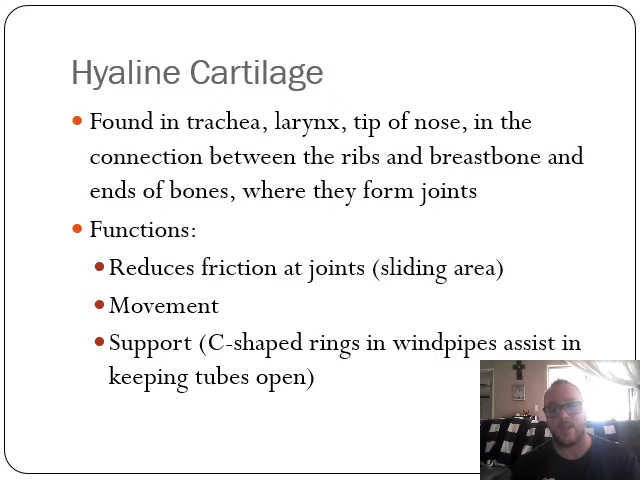 Hyaline Cartilage
• Found in trachea, larynx, tip of nose, in the
connection between the ribs and breastbone and
ends of bones, where they form joints
• Functions:
• Reduces friction at joints (sliding area)
• Movement
• Support (C-shaped rings in windpipes assist in
keeping tubes open)